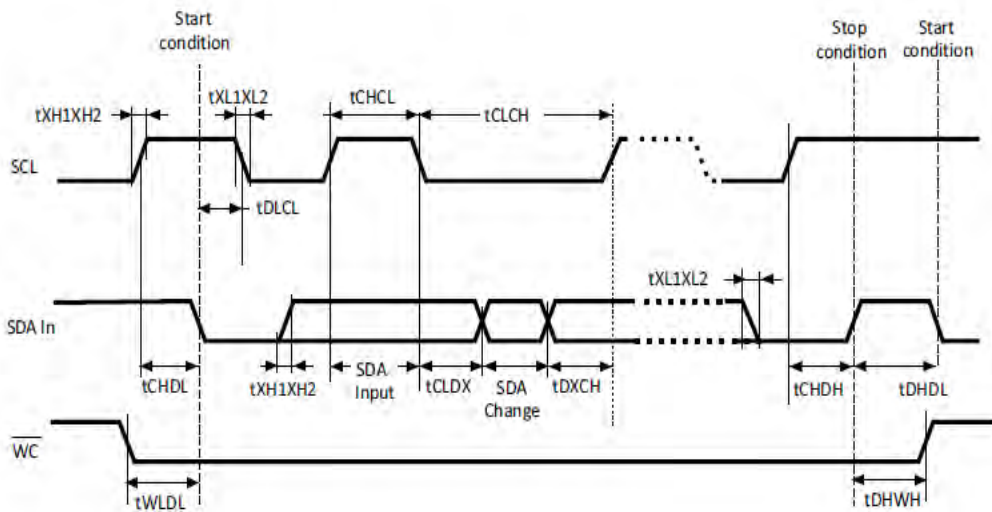 Start
condition
Stop
condition
Start
condition
tXH1XH2
tXL1XL2
tCHCL
tCLCH
SCL
tDLCL
tXL1XL2
SDA In
tCHDL
tXH1XH2
SDA
Input
tCLDX
SDA
Change
tDXCH
tCHDH
tDHDL
WC
tWLDL
tDHWH